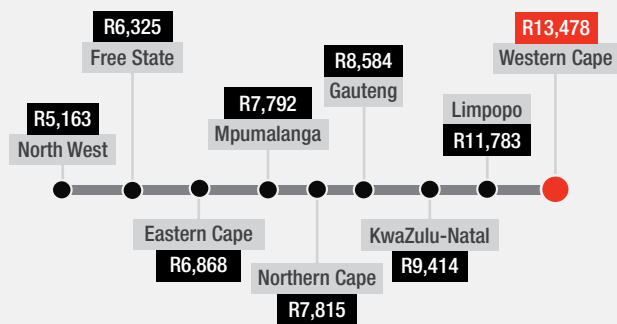 R5,163
North West
R6,325
Free State
Eastern Cape
R6,868
R7,792
Mpumalanga
Northern Cape
R7,815
R8,584
Gauteng
KwaZulu-Natal
R9,414
Limpopo
R11,783
R13,478
Western Cape